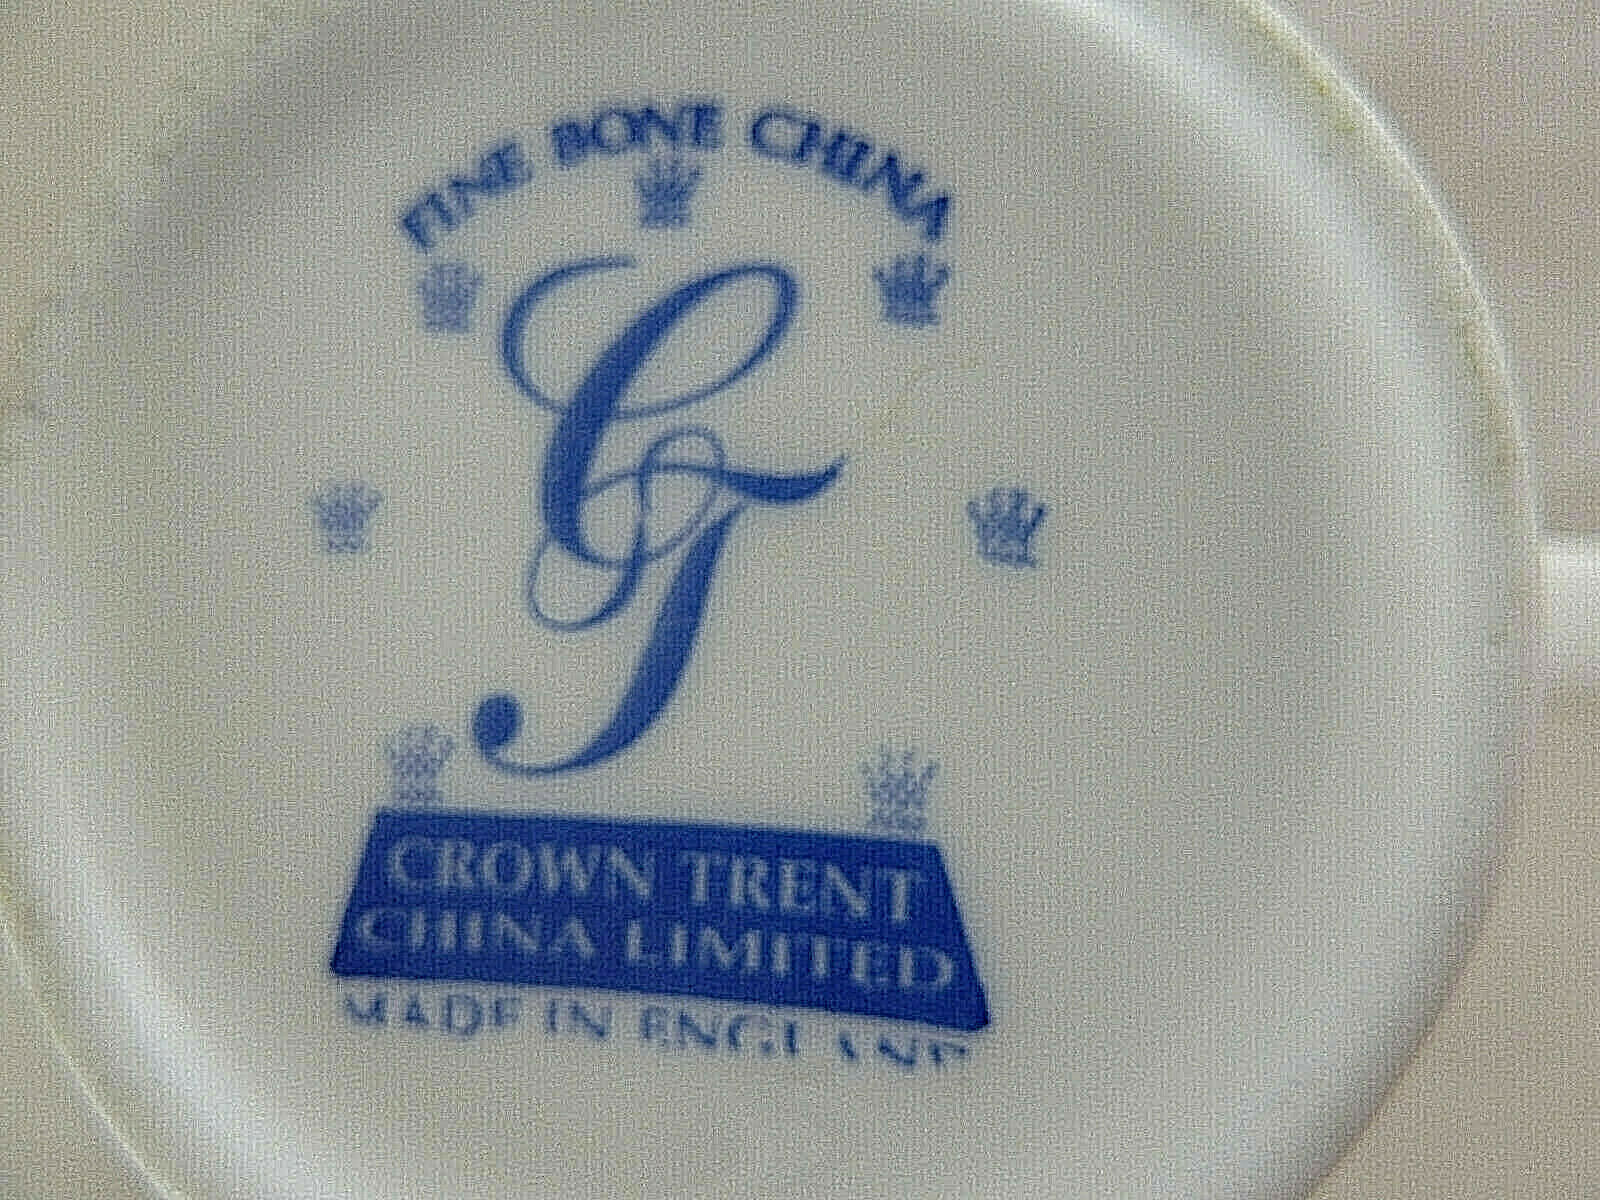 FINE BONE CHINA
CT
CROWN TRENT
CHINA LIMITED
MADE IN ENGLAND